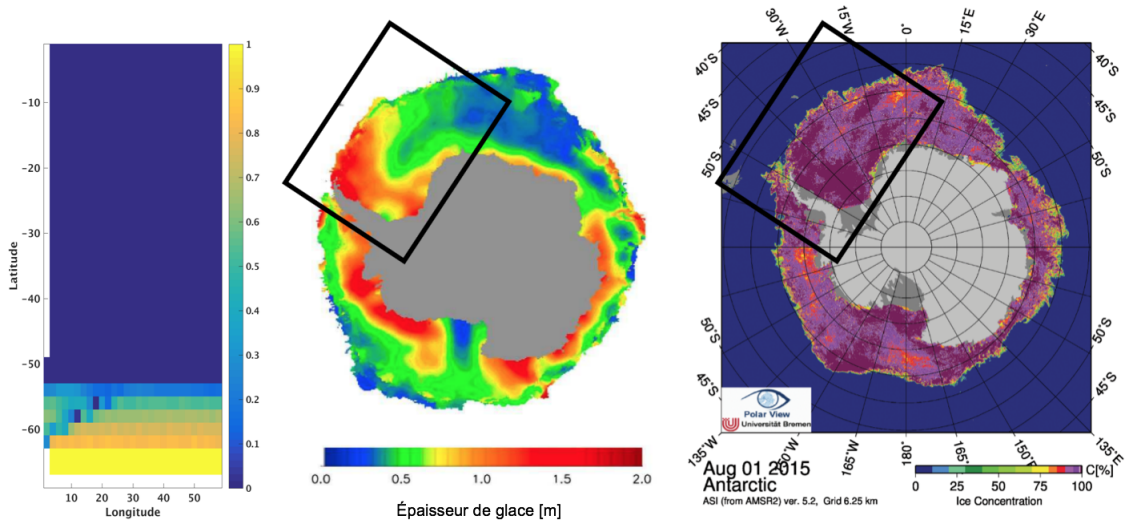 Latitude
-10
-20
-30
-40
-50
-60
10 20 30 40 50
Longitude
1
0.9
0.8
0.7
0.6
0.5
0.4
0.3
0.2
0.1
0
0.0 0.5 1.0 1.5 2.0
Épaisseur de glace [m]
30°W 15°W 0° 15°E 30°E
40°S 40°S
45°S 45°S
50°S 50°S
50°S 50°S
45°S 45°S
135°W 165°W 180° 165°E 135°E
Polar View
Universität Bremen
Aug 01 2015
Antarctic
ASI (from AMSR2) ver. 5.2, Grid 6.25 km
C[%]
0 25 50 75 100
Ice Concentration